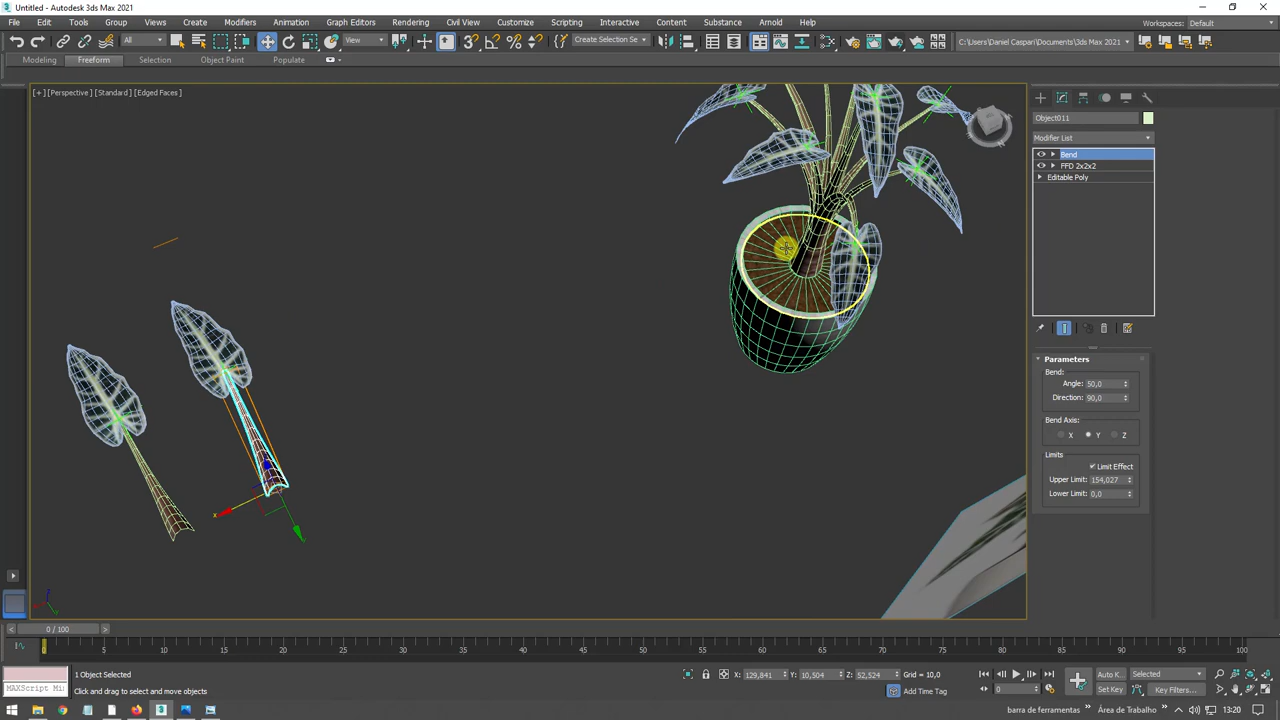 Untitled - Autodesk 3ds Max 2021
File Edit Tools Group Views Create Modifiers Animation Graph Editors Rendering Civil View Customize Scripting Interactive Content Substance Arnold Help
Workspaces: Default
All View Create Selection Se C:\Users\Daniel Caspari\Documents\3ds Max 2021
Modeling Freeform Selection Object Paint Populate
[+] [Perspective] [Standard] [Edged Faces]
Object011
Modifier List
Bend
FFD 2x2x2
Editable Poly
Parameters
Bend:
Angle: 50,0
Direction: 90,0
Bend Axis:
X Y Z
Limits
Limit Effect
Upper Limit: 154,027
Lower Limit: 0,0
0 / 100
0 5 10 15 20 25 30 35 40 45 50 55 60 65 70 75 80 85 90 95 100
1 Object Selected
X: 129,841 Y: 10,504 Z: 52,524 Grid = 10,0
Auto K... Selected
MAXScript Mi
Click and drag to select and move objects
Add Time Tag
0
Set Key Key Filters...
barra de ferramentas Área de Trabalho 13:20